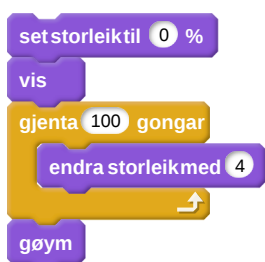 set storleik til 0 %
vis
gjenta 100 gongar
endra storleik med 4
gøym